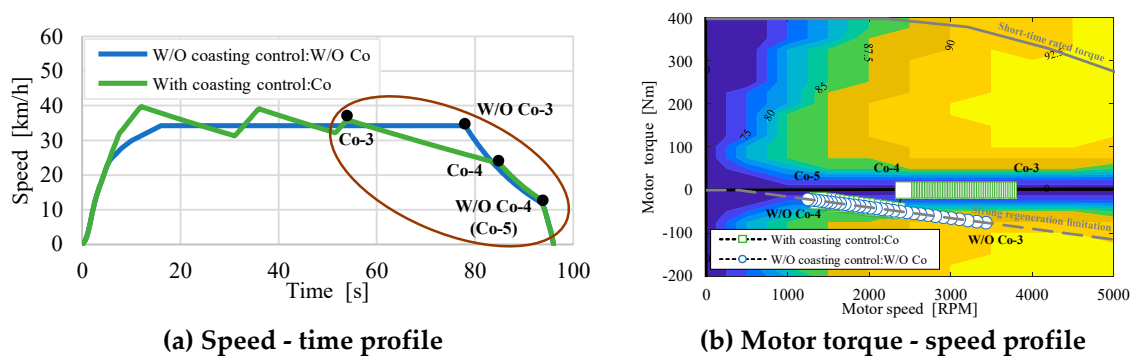 (a)
W/O coasting control:W/O Co
With coasting control:Co
Speed [km/h]
60
50
40
30
20
10
0
W/O Co-3
Co-3
Co-4
W/O Co-4
(Co-5)
0 20 40 60 80 100
Time [s]
(a) Speed - time profile
(b)
Motor torque [Nm]
400
300
200
100
0
-100
-200
Short-time rated torque
87.5
90
92.5
85
80
75
Co-5 Co-4 Co-3
0
W/O Co-4
Strong regeneration limitation
W/O Co-3
With coasting control:Co
W/O coasting control:W/O Co
0 1000 2000 3000 4000 5000
Motor speed [RPM]
(b) Motor torque - speed profile